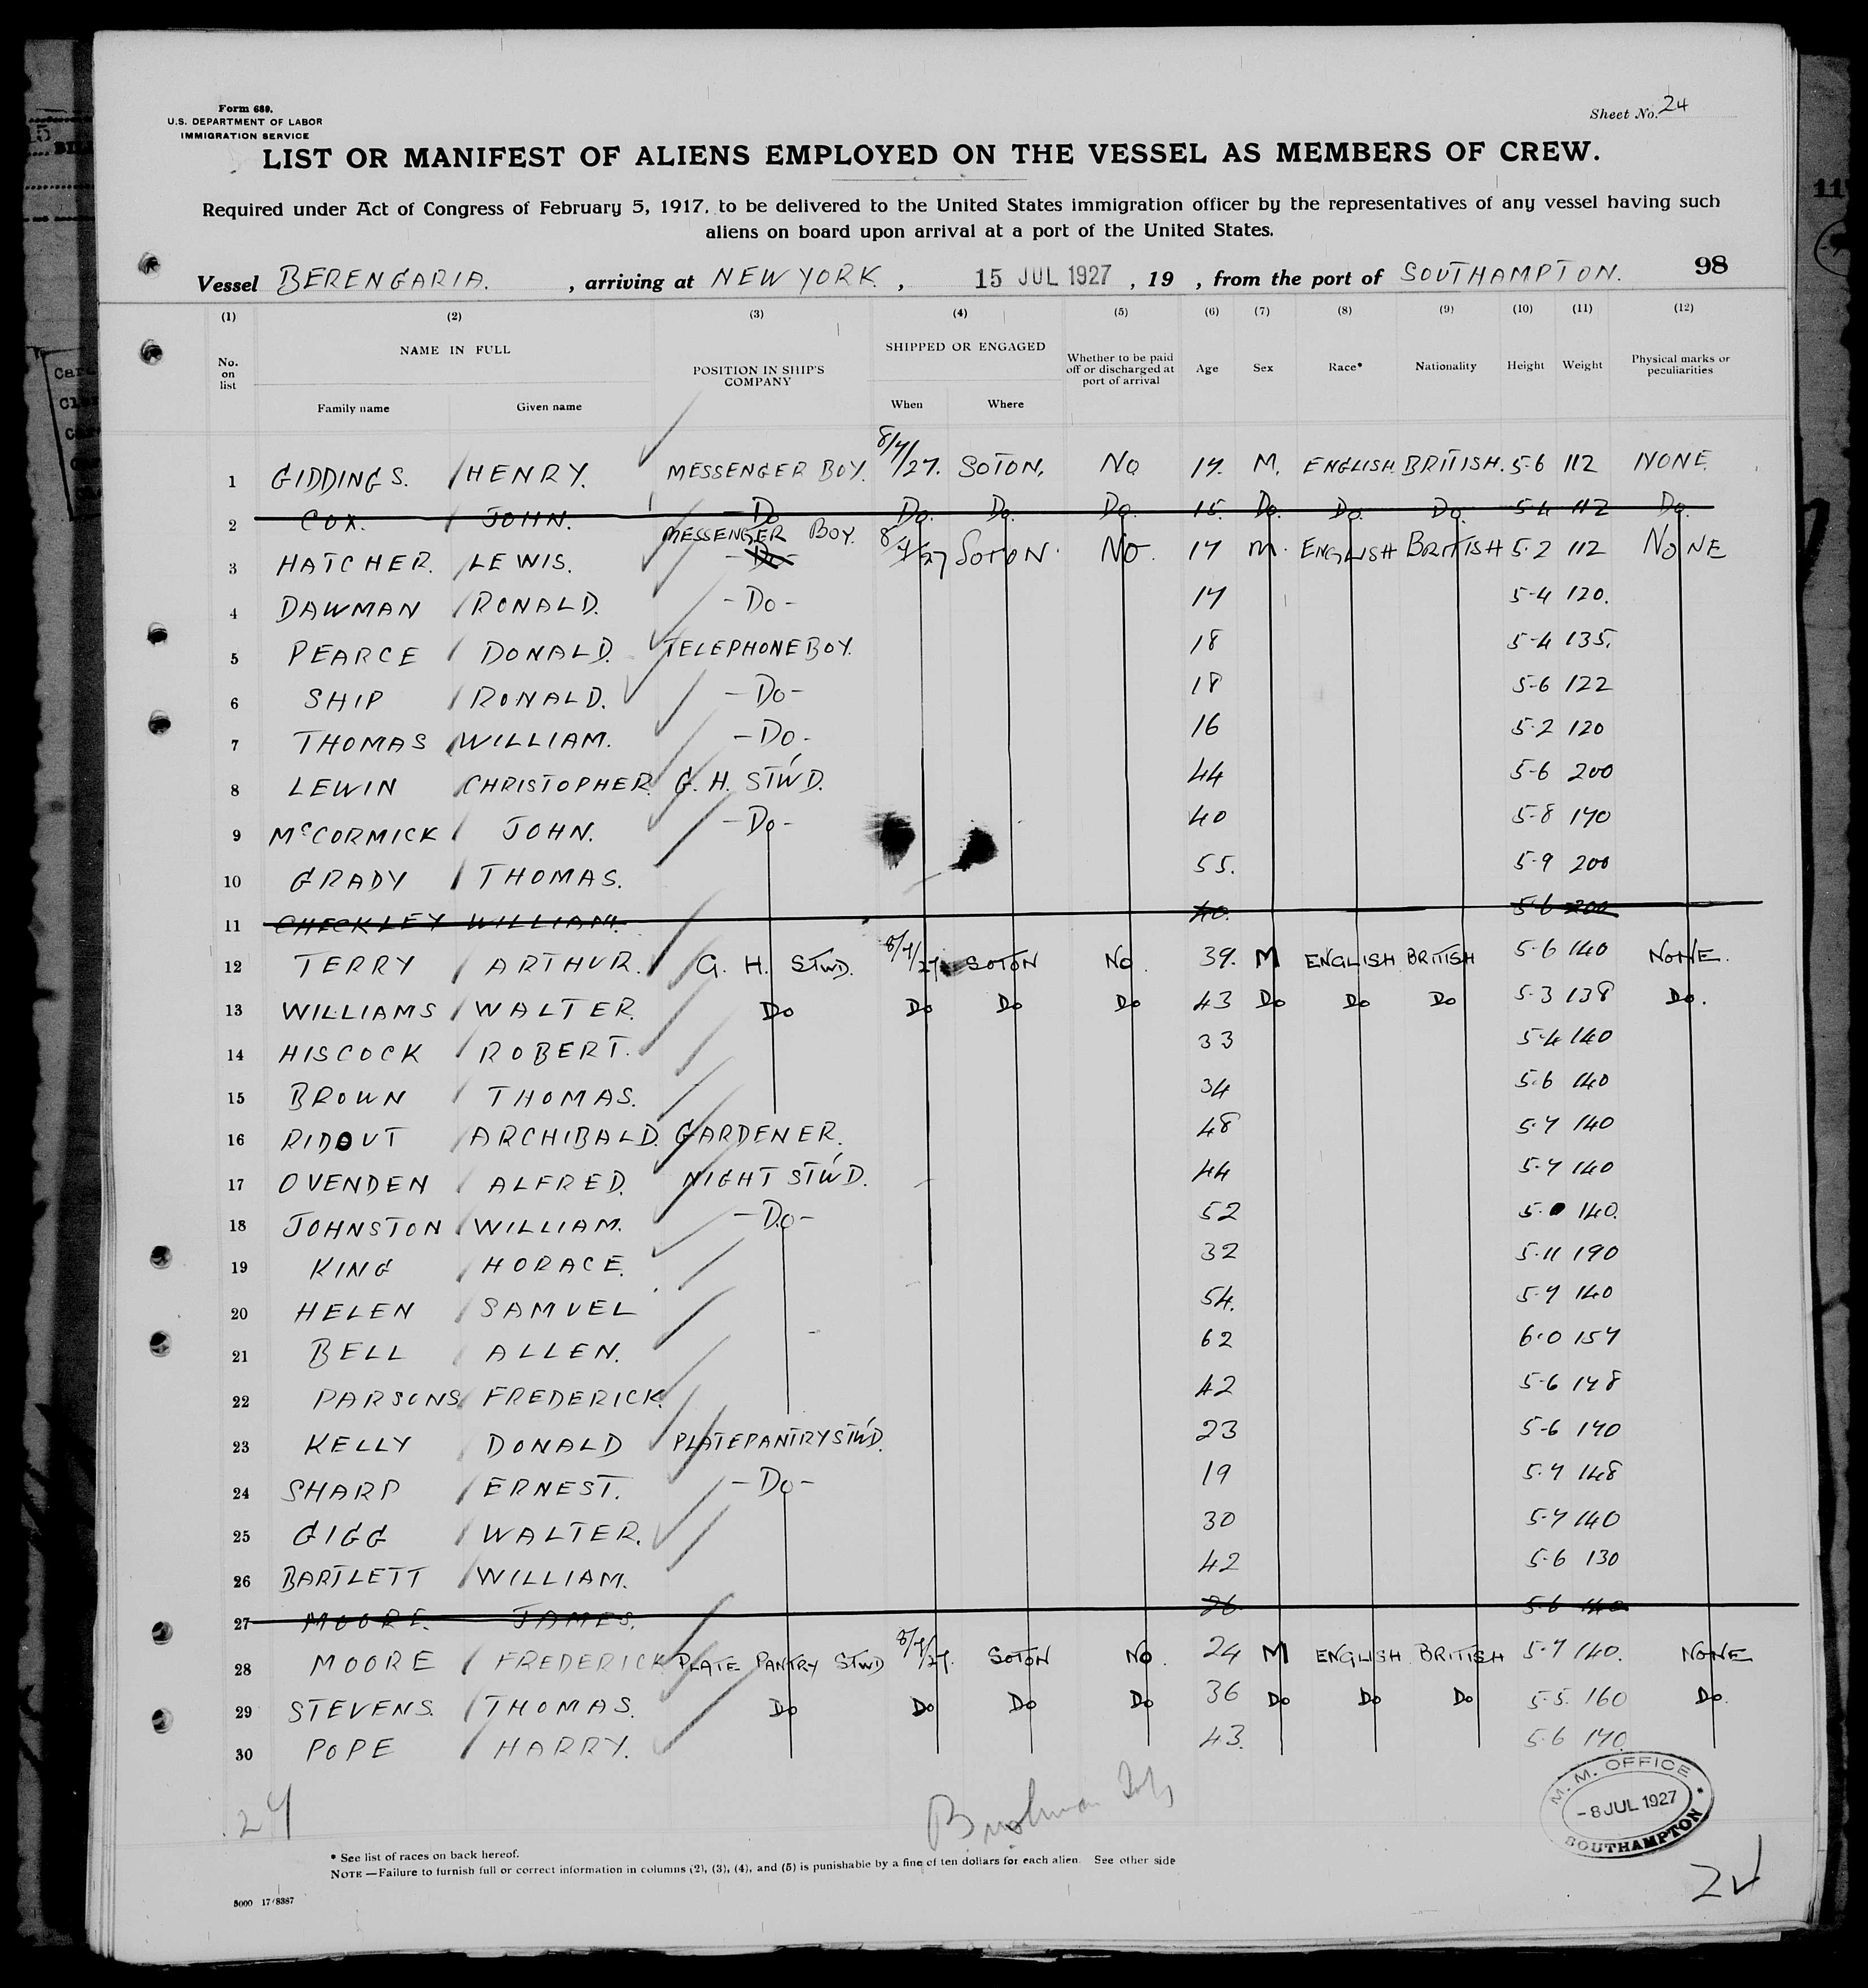 Form 689.
U.S. DEPARTMENT OF LABOR
IMMIGRATION SERVICE
Sheet No. 24
LIST OR MANIFEST OF ALIENS EMPLOYED ON THE VESSEL AS MEMBERS OF CREW.
Required under Act of Congress of February 5, 1917, to be delivered to the United States immigration officer by the representatives of any vessel having such
aliens on board upon arrival at a port of the United States.
98
Vessel BERENGARIA. , arriving at NEW YORK , 15 JUL 1927 , 19 , from the port of SOUTHAMPTON.
(1) (2) (3) (4) (5) (6) (7) (8) (9) (10) (11) (12)
No. on list NAME IN FULL Family name Given name POSITION IN SHIP'S COMPANY SHIPPED OR ENGAGED When Where Whether to be paid off or discharged at port of arrival Age Sex Race* Nationality Height Weight Physical marks or peculiarities
1 GIDDINGS. HENRY. MESSENGER BOY. 8/7/27. SOTON. NO 17. M. ENGLISH. BRITISH. 5-6 112 NONE
2 COX. JOHN. Do Do. Do. Do. 15. Do. Do. Do. 5-4 112 Do.
3 HATCHER. LEWIS. MESSENGER BOY. -Do- 8/7/27 SOTON. NO. 17 M. ENGLISH BRITISH 5-2 112 NONE
4 DAWMAN RONALD. -Do- 17 5-4 120.
5 PEARCE DONALD. TELEPHONE BOY. 18 5-4 135.
6 SHIP RONALD. -Do- 18 5-6 122
7 THOMAS WILLIAM. -Do- 16 5-2 120
8 LEWIN CHRISTOPHER. G. H. STWD. 44 5-6 200
9 McCORMICK JOHN. -Do- 40 5-8 170
10 GRADY THOMAS. 55. 5-9 200
11 CHECKLEY WILLIAM. 40. 5-6 200
12 TERRY ARTHUR. G. H. STWD. 8/7/27 SOTON NO. 39. M ENGLISH BRITISH 5-6 140 NONE.
13 WILLIAMS WALTER. Do Do Do Do 43 Do Do Do 5-3 138 Do.
14 HISCOCK ROBERT. 33 5-4 140
15 BROWN THOMAS. 34 5-6 140
16 RIDOUT ARCHIBALD. GARDENER. 48 5-7 140
17 OVENDEN ALFRED. NIGHT STWD. 44 5-7 140
18 JOHNSTON WILLIAM. -Do- 52 5-0 140.
19 KING HORACE. 32 5-11 190
20 HELEN SAMUEL 54. 5-7 140
21 BELL ALLEN. 62 6-0 157
22 PARSONS FREDERICK. 42 5-6 148
23 KELLY DONALD PLATE PANTRY STWD. 23 5-6 170
24 SHARP ERNEST. -Do- 19 5-7 148
25 GIGG WALTER. 30 5-7 140
26 BARTLETT WILLIAM. 42 5-6 130
27 MOORE. JAMES. 26 5-6 140
28 MOORE FREDERICK PLATE PANTRY STWD 8/7/27. SOTON NO. 24 M ENGLISH BRITISH 5-7 140. NONE
29 STEVENS. THOMAS. Do Do Do Do 36 Do Do Do 5-5. 160 Do.
30 POPE HARRY. 43. 5-6 170.
24
M. M. OFFICE
-8 JUL 1927
SOUTHAMPTON
* See list of races on back hereof.
NOTE—Failure to furnish full or correct information in columns (2), (3), (4), and (5) is punishable by a fine of ten dollars for each alien. See other side
5000 17/8387